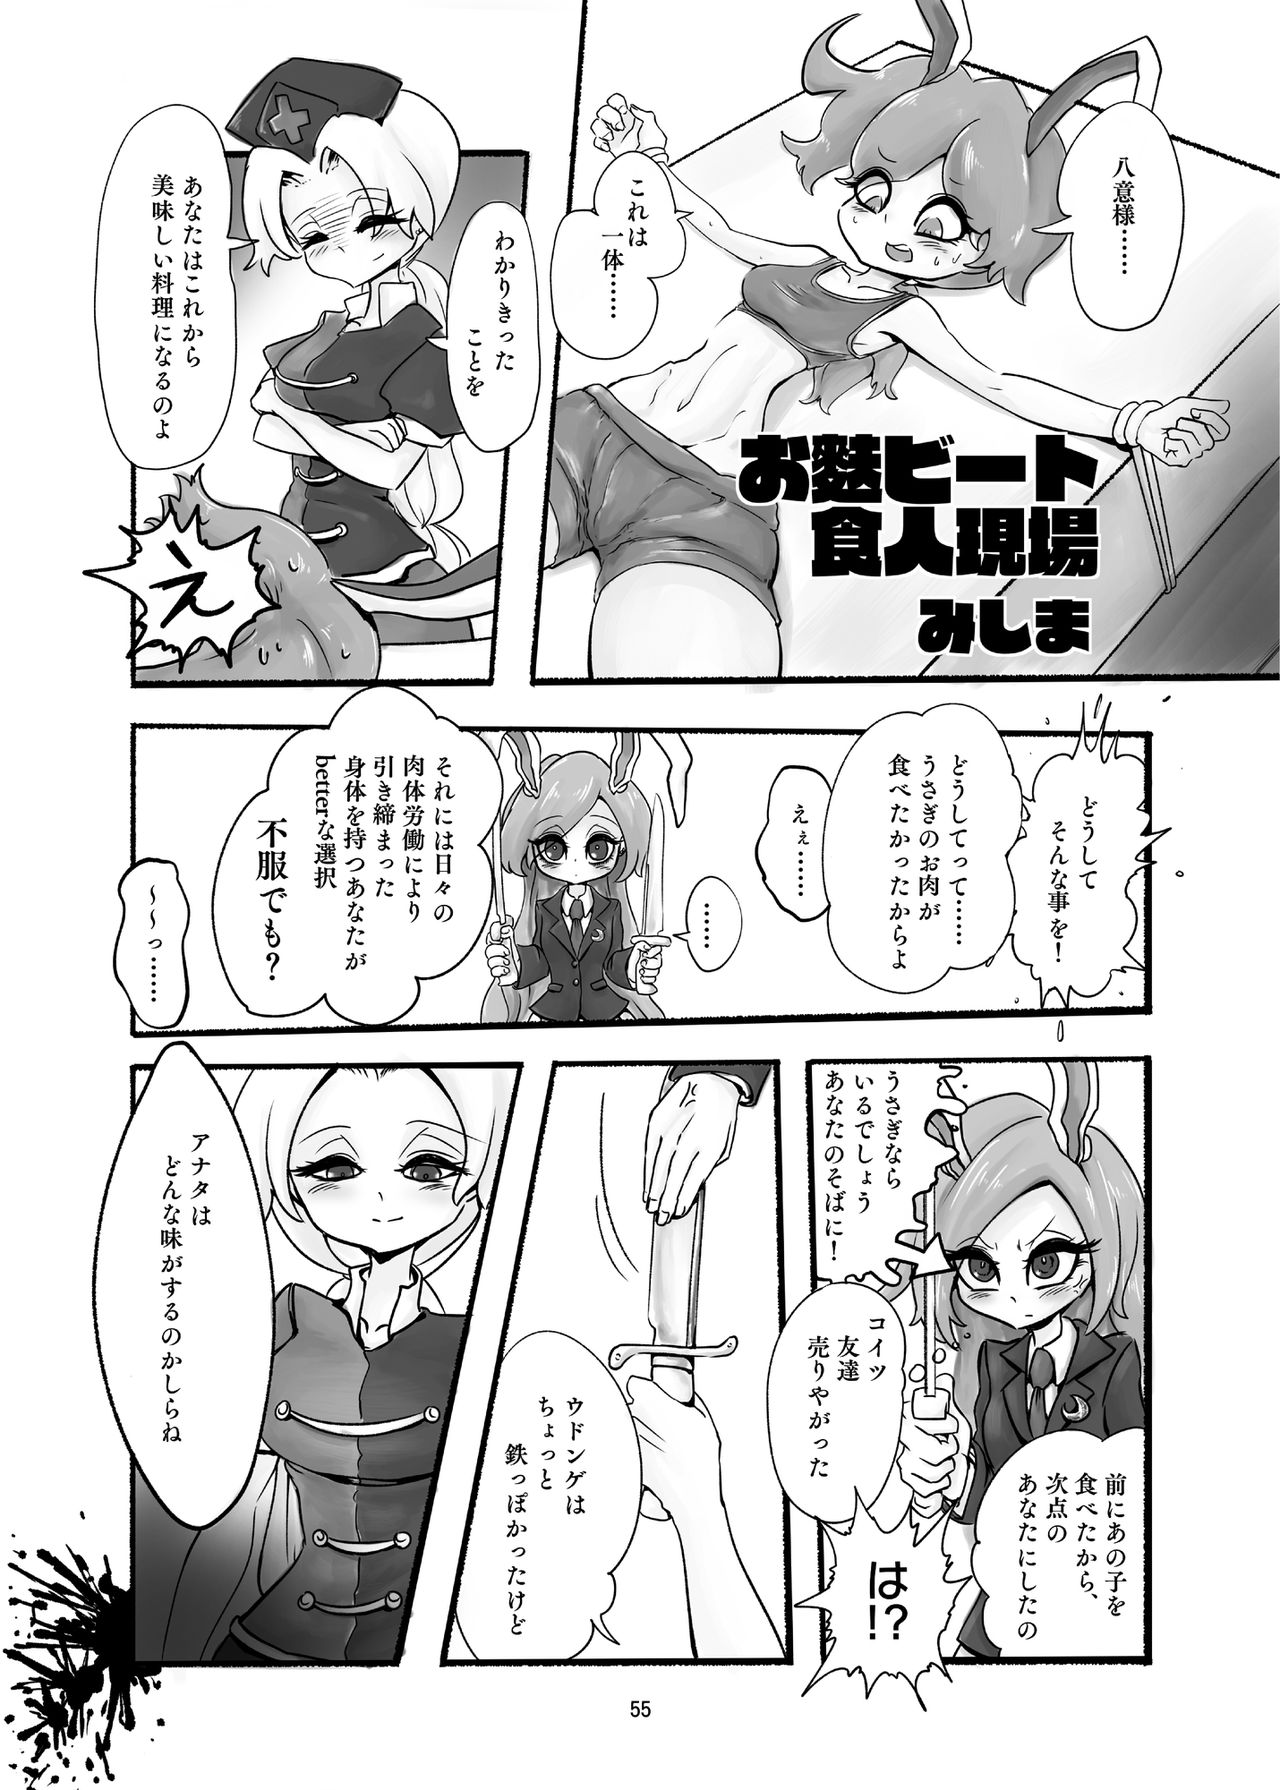 八意様……
これは
一体……
お麩ビート
食人現場
みしま
わかりきった
ことを
あなたはこれから
美味しい料理になるのよ
え
どうして
そんな事を！
どうしてって……
うさぎのお肉が
食べたかったからよ
えぇ……
……
それには日々の
肉体労働により
引き締まった
身体を持つあなたが
betterな選択
不服でも？
〜〜っ……
うさぎなら
いるでしょう
あなたのそばに！
コイツ
友達
売りやがった
前にあの子を
食べたから、
次点の
あなたにしたの
は!?
ウドンゲは
ちょっと
鉄っぽかったけど
アナタは
どんな味がするのかしらね
55